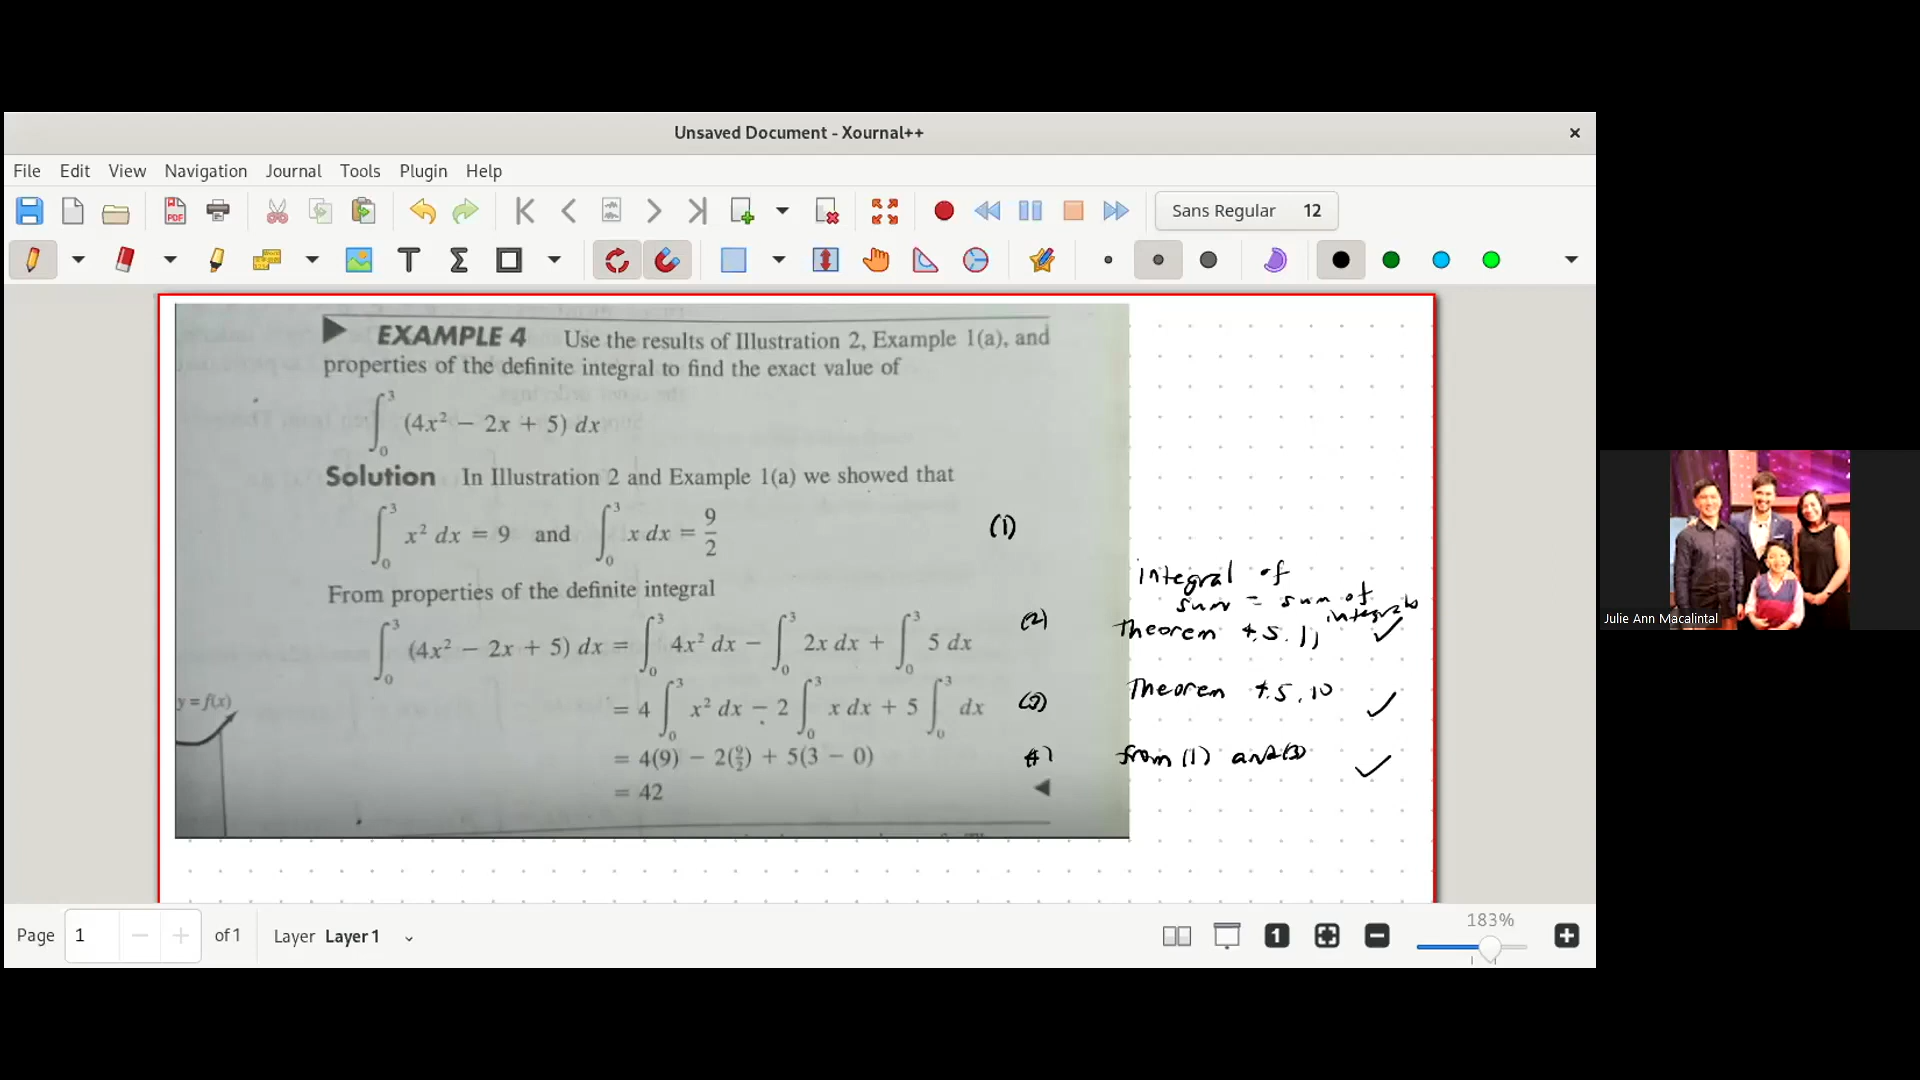 Unsaved Document - Xournal++
File Edit View Navigation Journal Tools Plugin Help
Sans Regular 12
EXAMPLE 4 Use the results of Illustration 2, Example 1(a), and
properties of the definite integral to find the exact value of
∫₀³ (4x² − 2x + 5) dx
Solution In Illustration 2 and Example 1(a) we showed that
∫₀³ x² dx = 9 and ∫₀³ x dx = 9/2 (1)
From properties of the definite integral
integral of
sum = sum of
integrals
∫₀³ (4x² − 2x + 5) dx = ∫₀³ 4x² dx − ∫₀³ 2x dx + ∫₀³ 5 dx (2) Theorem 4.5.11 ✓
y = f(x)
= 4 ∫₀³ x² dx − 2 ∫₀³ x dx + 5 ∫₀³ dx (3) Theorem 4.5.10 ✓
= 4(9) − 2(9/2) + 5(3 − 0) from (1) and (3) ✓
= 42
Julie Ann Macalintal
Page 1 of 1 Layer Layer 1
183%